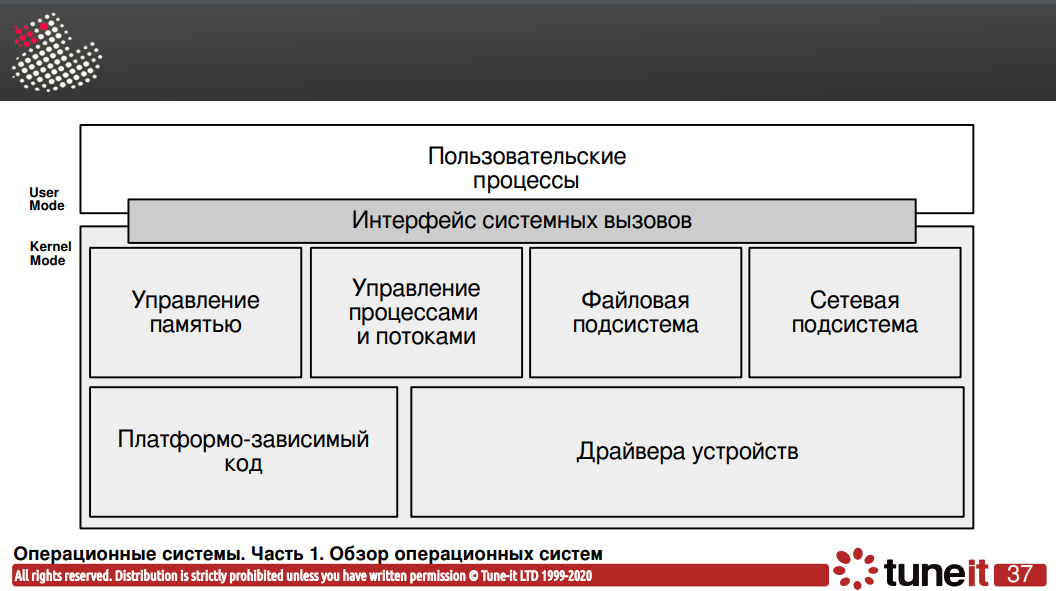 Пользовательские
процессы
User
Mode
Интерфейс системных вызовов
Kernel
Mode
Управление
памятью
Управление
процессами
и потоками
Файловая
подсистема
Сетевая
подсистема
Платформо-зависимый
код
Драйвера устройств
Операционные системы. Часть 1. Обзор операционных систем
All rights reserved. Distribution is strictly prohibited unless you have written permission © Tune-it LTD 1999-2020
tuneit
37